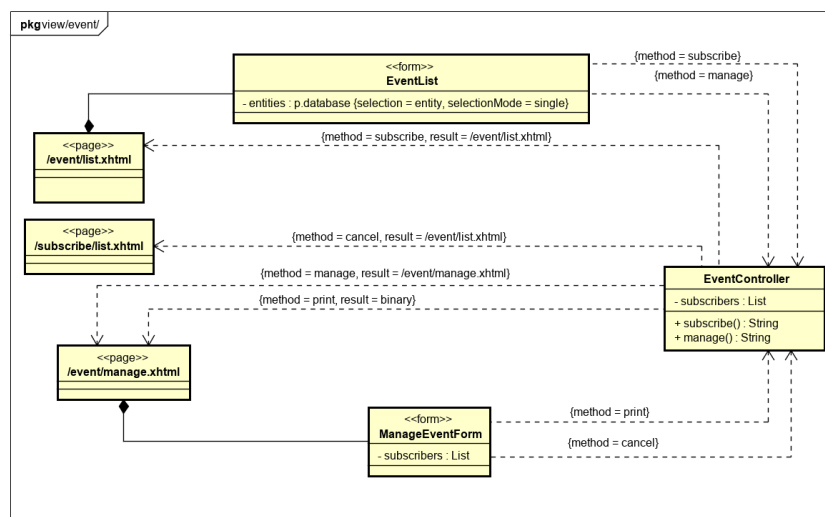 pkg view/event/
<<form>>
EventList
- entities : p.database {selection = entity, selectionMode = single}
{method = subscribe}
{method = manage}
{method = subscribe, result = /event/list.xhtml}
<<page>>
/event/list.xhtml
<<page>>
/subscribe/list.xhtml
{method = cancel, result = /event/list.xhtml}
{method = manage, result = /event/manage.xhtml}
{method = print, result = binary}
EventController
- subscribers : List
+ subscribe() : String
+ manage() : String
<<page>>
/event/manage.xhtml
<<form>>
ManageEventForm
- subscribers : List
{method = print}
{method = cancel}